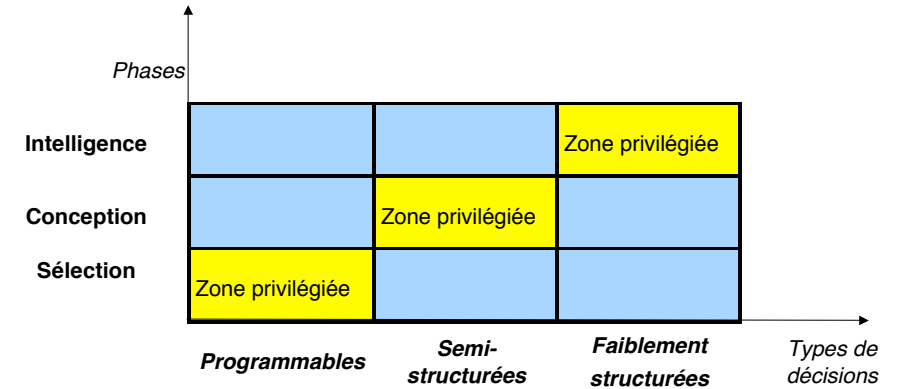 Phases
Intelligence
Zone privilégiée
Conception
Zone privilégiée
Sélection
Zone privilégiée
Programmables
Semi-
structurées
Faiblement
structurées
Types de
décisions